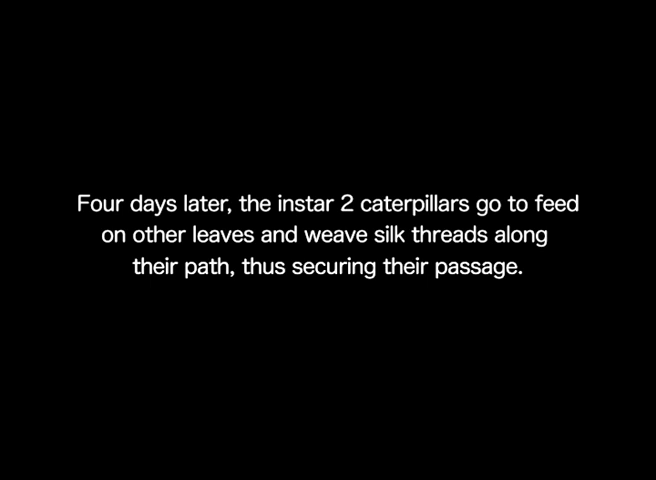 Four days later, the instar 2 caterpillars go to feed
on other leaves and weave silk threads along
their path, thus securing their passage.